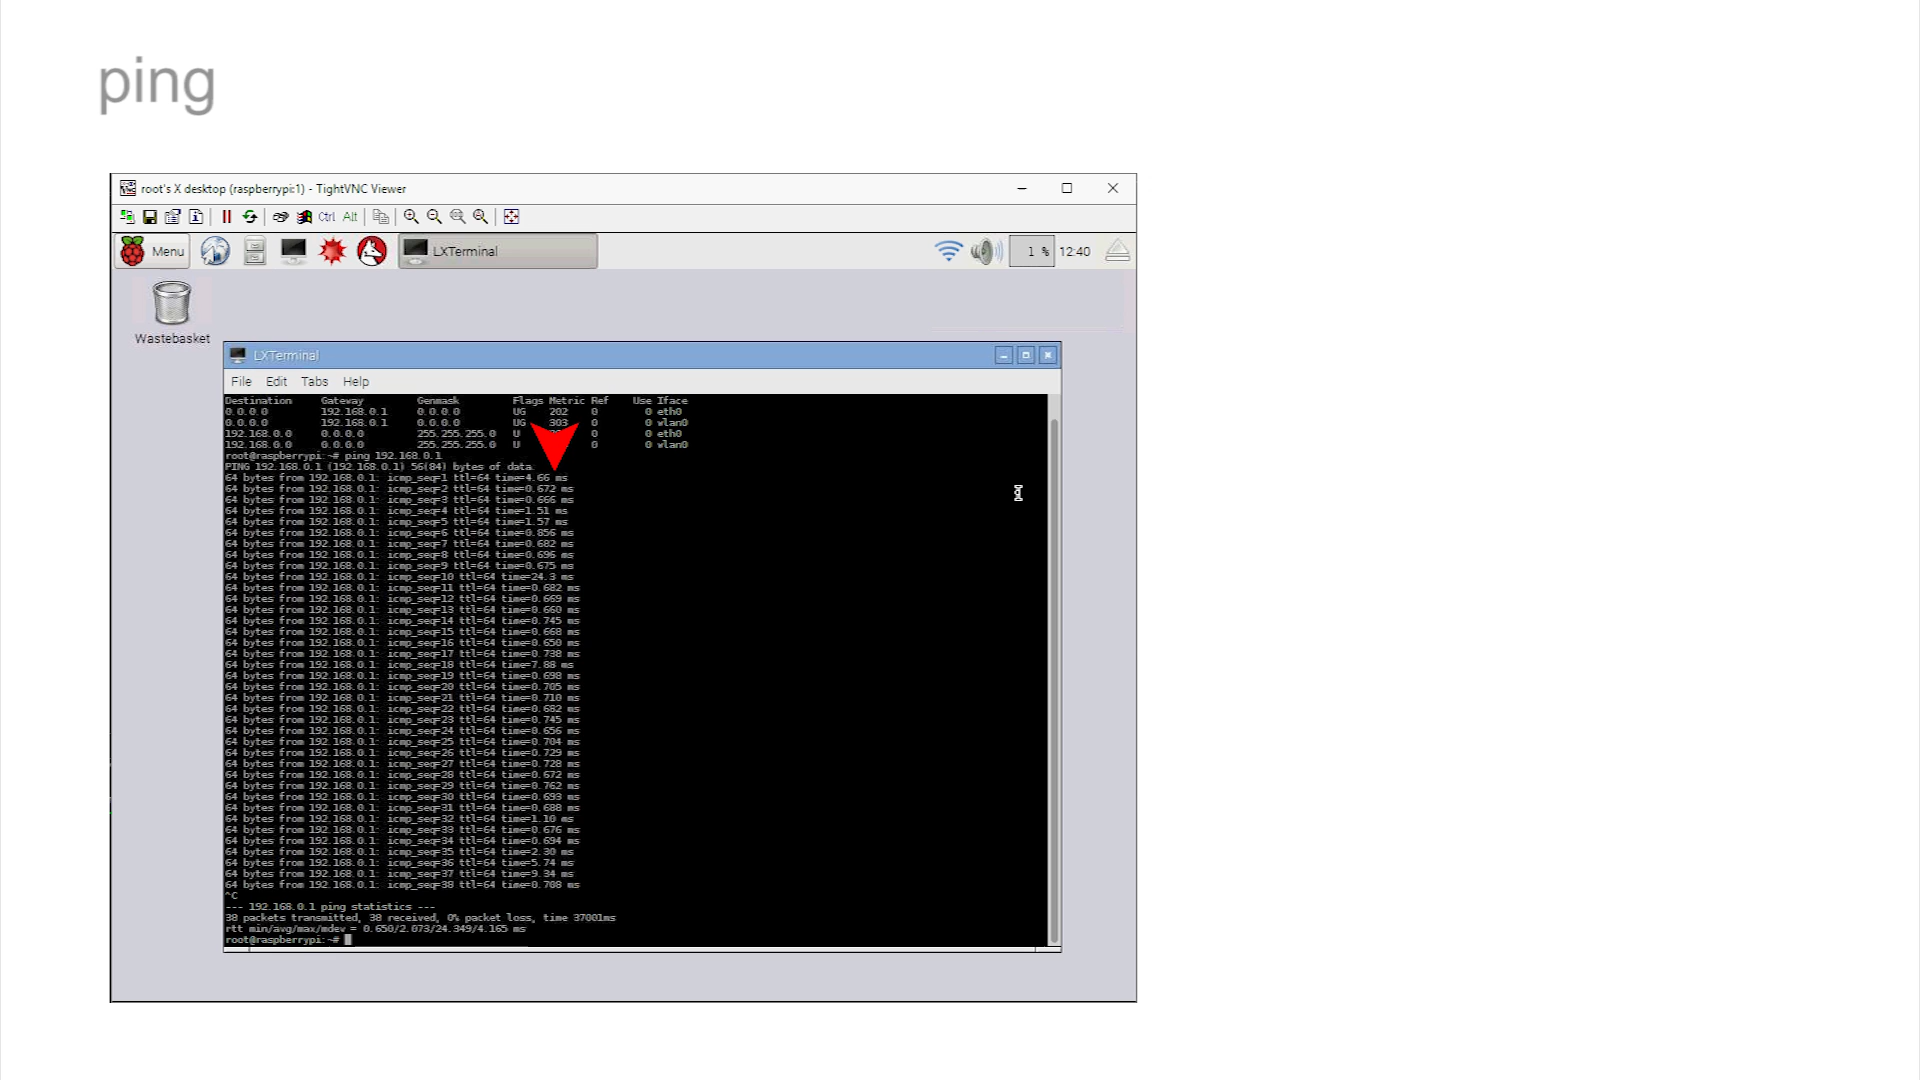 ping
root's X desktop (raspberrypi:1) - TightVNC Viewer
Ctrl Alt
Menu
LXTerminal
1 %
12:40
Wastebasket
LXTerminal
File Edit Tabs Help
Destination Gateway Genmask Flags Metric Ref Use Iface
0.0.0.0 192.168.0.1 0.0.0.0 UG 202 0 0 eth0
0.0.0.0 192.168.0.1 0.0.0.0 UG 303 0 0 wlan0
192.168.0.0 0.0.0.0 255.255.255.0 U 0 0 eth0
192.168.0.0 0.0.0.0 255.255.255.0 U 0 0 wlan0
root@raspberrypi:~# ping 192.168.0.1
PING 192.168.0.1 (192.168.0.1) 56(84) bytes of data.
64 bytes from 192.168.0.1: icmp_seq=1 ttl=64 time=4.66 ms
64 bytes from 192.168.0.1: icmp_seq=2 ttl=64 time=0.672 ms
64 bytes from 192.168.0.1: icmp_seq=3 ttl=64 time=0.666 ms
64 bytes from 192.168.0.1: icmp_seq=4 ttl=64 time=1.51 ms
64 bytes from 192.168.0.1: icmp_seq=5 ttl=64 time=1.57 ms
64 bytes from 192.168.0.1: icmp_seq=6 ttl=64 time=0.856 ms
64 bytes from 192.168.0.1: icmp_seq=7 ttl=64 time=0.682 ms
64 bytes from 192.168.0.1: icmp_seq=8 ttl=64 time=0.696 ms
64 bytes from 192.168.0.1: icmp_seq=9 ttl=64 time=0.675 ms
64 bytes from 192.168.0.1: icmp_seq=10 ttl=64 time=24.3 ms
64 bytes from 192.168.0.1: icmp_seq=11 ttl=64 time=0.682 ms
64 bytes from 192.168.0.1: icmp_seq=12 ttl=64 time=0.669 ms
64 bytes from 192.168.0.1: icmp_seq=13 ttl=64 time=0.660 ms
64 bytes from 192.168.0.1: icmp_seq=14 ttl=64 time=0.745 ms
64 bytes from 192.168.0.1: icmp_seq=15 ttl=64 time=0.668 ms
64 bytes from 192.168.0.1: icmp_seq=16 ttl=64 time=0.650 ms
64 bytes from 192.168.0.1: icmp_seq=17 ttl=64 time=0.738 ms
64 bytes from 192.168.0.1: icmp_seq=18 ttl=64 time=7.88 ms
64 bytes from 192.168.0.1: icmp_seq=19 ttl=64 time=0.698 ms
64 bytes from 192.168.0.1: icmp_seq=20 ttl=64 time=0.705 ms
64 bytes from 192.168.0.1: icmp_seq=21 ttl=64 time=0.710 ms
64 bytes from 192.168.0.1: icmp_seq=22 ttl=64 time=0.682 ms
64 bytes from 192.168.0.1: icmp_seq=23 ttl=64 time=0.745 ms
64 bytes from 192.168.0.1: icmp_seq=24 ttl=64 time=0.656 ms
64 bytes from 192.168.0.1: icmp_seq=25 ttl=64 time=0.704 ms
64 bytes from 192.168.0.1: icmp_seq=26 ttl=64 time=0.729 ms
64 bytes from 192.168.0.1: icmp_seq=27 ttl=64 time=0.728 ms
64 bytes from 192.168.0.1: icmp_seq=28 ttl=64 time=0.672 ms
64 bytes from 192.168.0.1: icmp_seq=29 ttl=64 time=0.762 ms
64 bytes from 192.168.0.1: icmp_seq=30 ttl=64 time=0.693 ms
64 bytes from 192.168.0.1: icmp_seq=31 ttl=64 time=0.688 ms
64 bytes from 192.168.0.1: icmp_seq=32 ttl=64 time=1.10 ms
64 bytes from 192.168.0.1: icmp_seq=33 ttl=64 time=0.676 ms
64 bytes from 192.168.0.1: icmp_seq=34 ttl=64 time=0.694 ms
64 bytes from 192.168.0.1: icmp_seq=35 ttl=64 time=2.30 ms
64 bytes from 192.168.0.1: icmp_seq=36 ttl=64 time=5.74 ms
64 bytes from 192.168.0.1: icmp_seq=37 ttl=64 time=9.34 ms
64 bytes from 192.168.0.1: icmp_seq=38 ttl=64 time=0.708 ms
^C
--- 192.168.0.1 ping statistics ---
38 packets transmitted, 38 received, 0% packet loss, time 37001ms
rtt min/avg/max/mdev = 0.650/2.073/24.349/4.165 ms
root@raspberrypi:~#